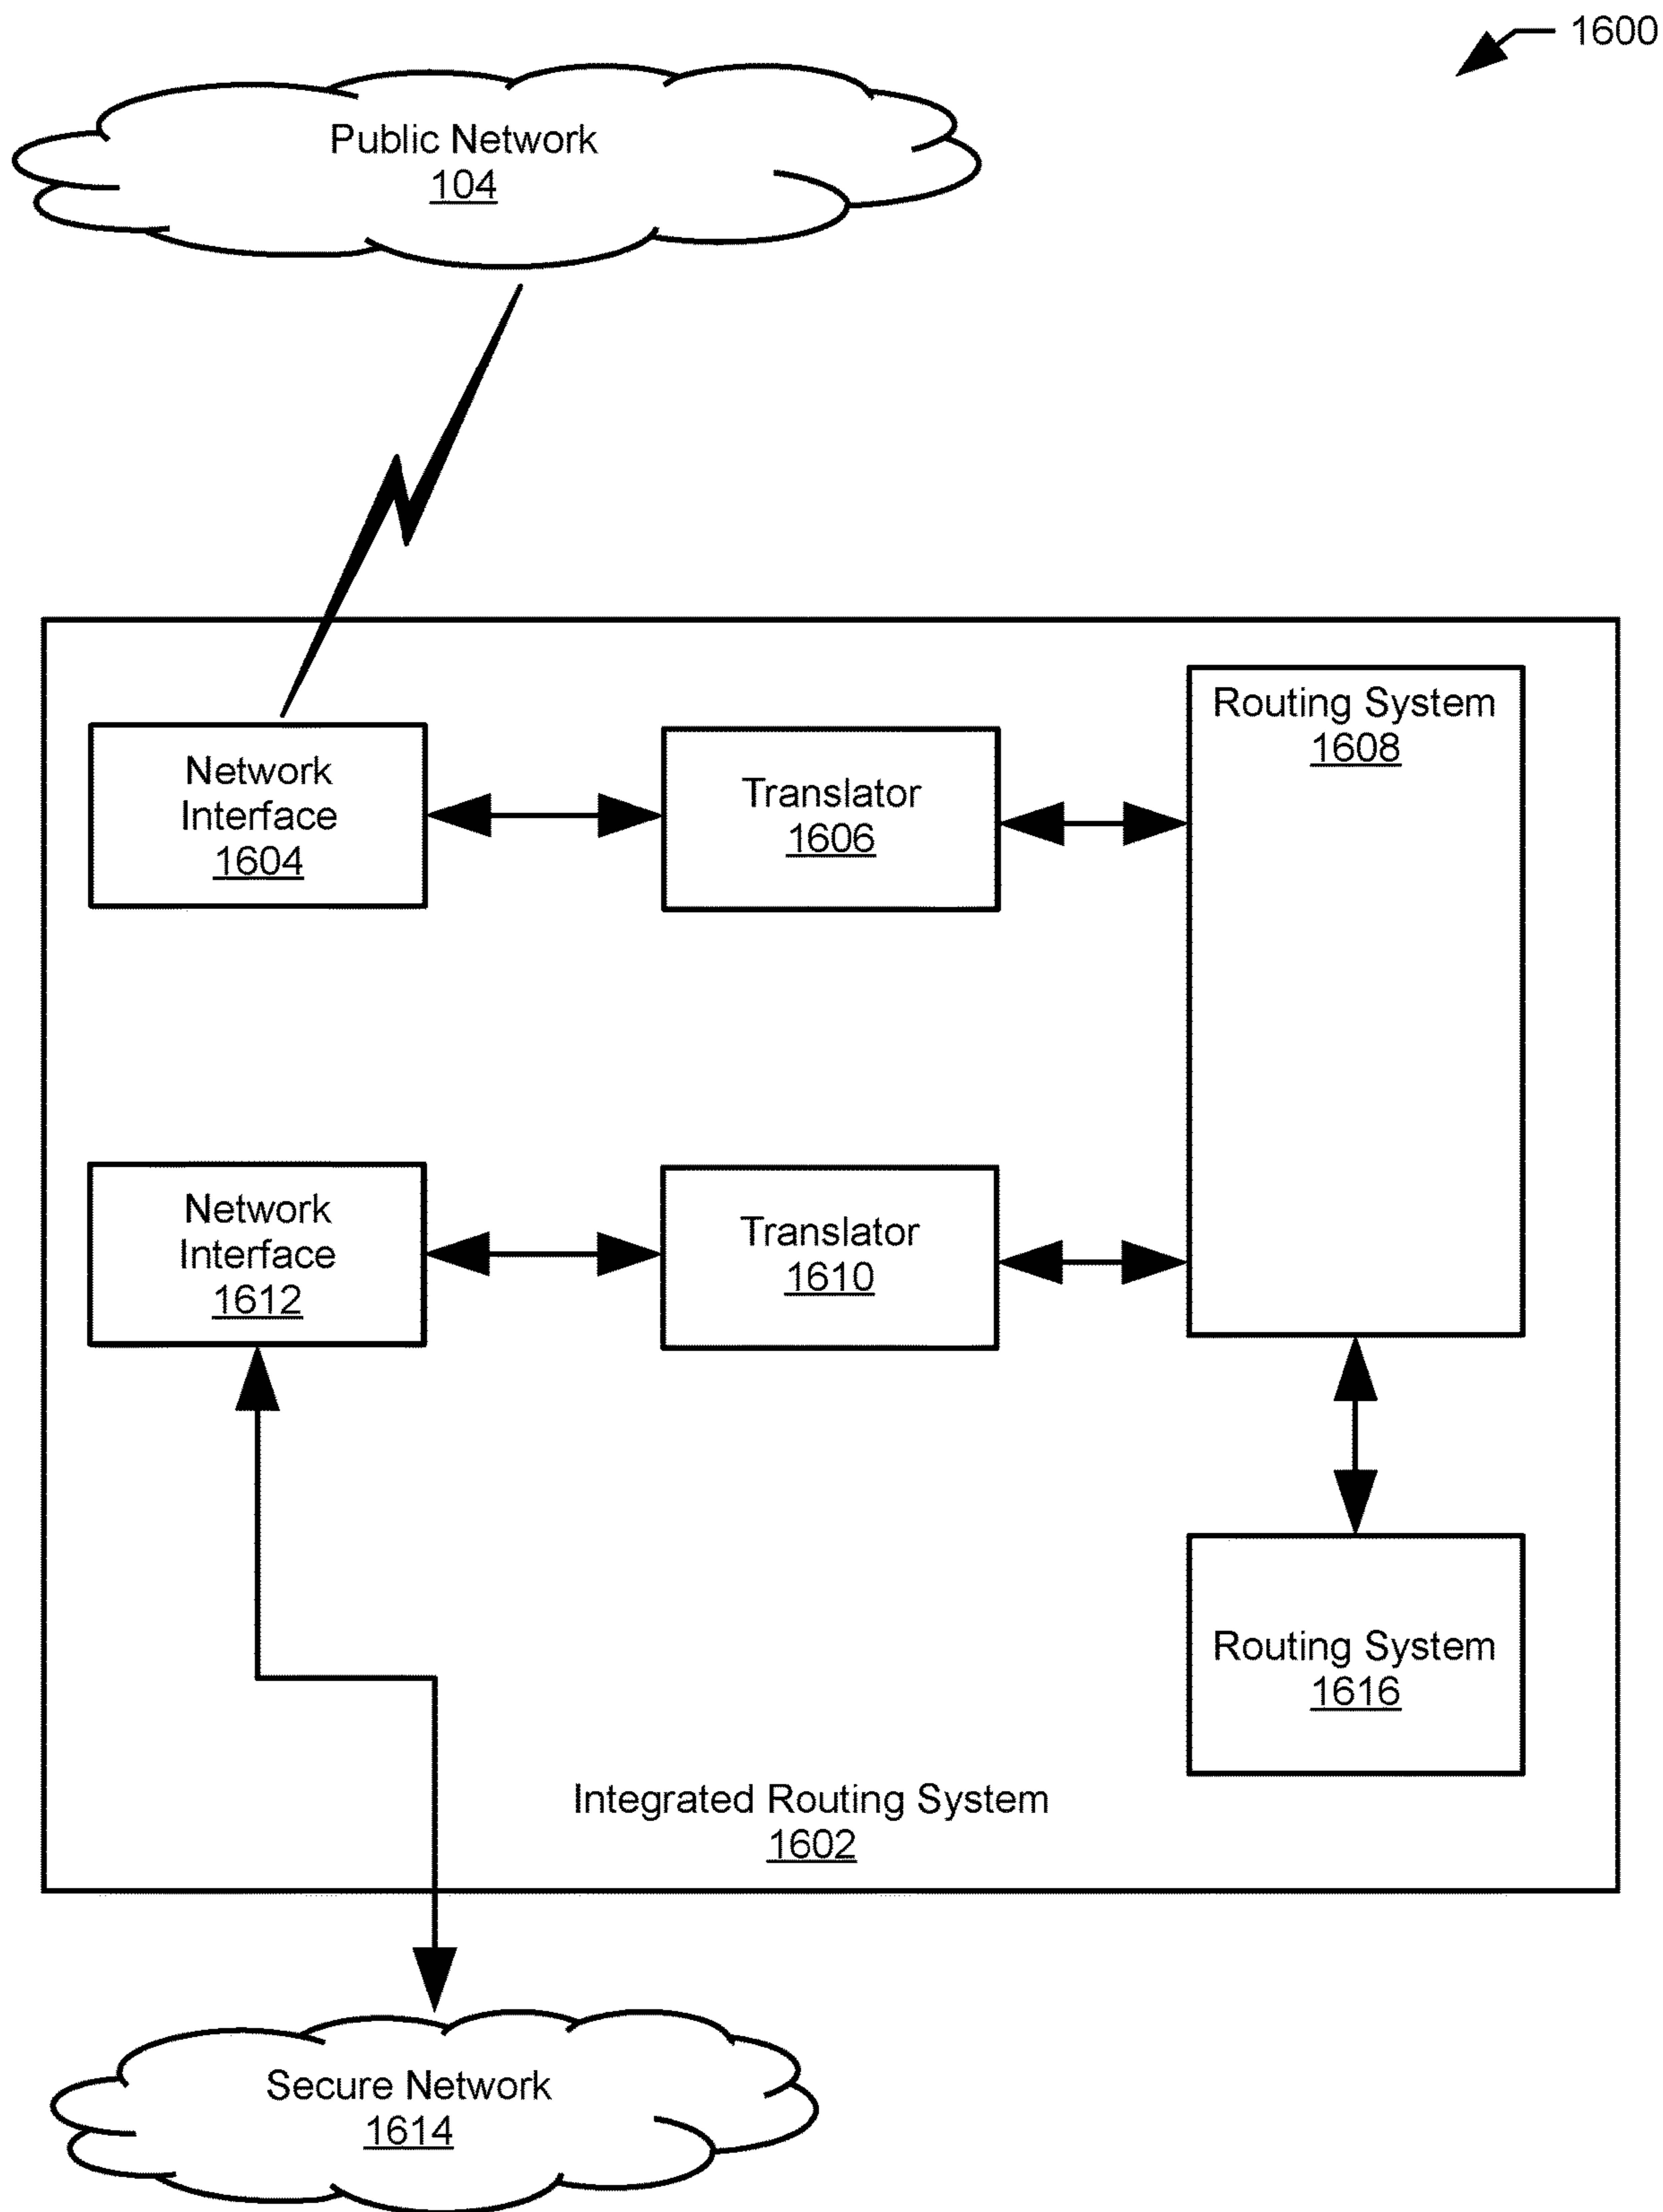 1600
Public Network
104
Network
Interface
1604
Translator
1606
Routing System
1608
Network
Interface
1612
Translator
1610
Routing System
1616
Integrated Routing System
1602
Secure Network
1614